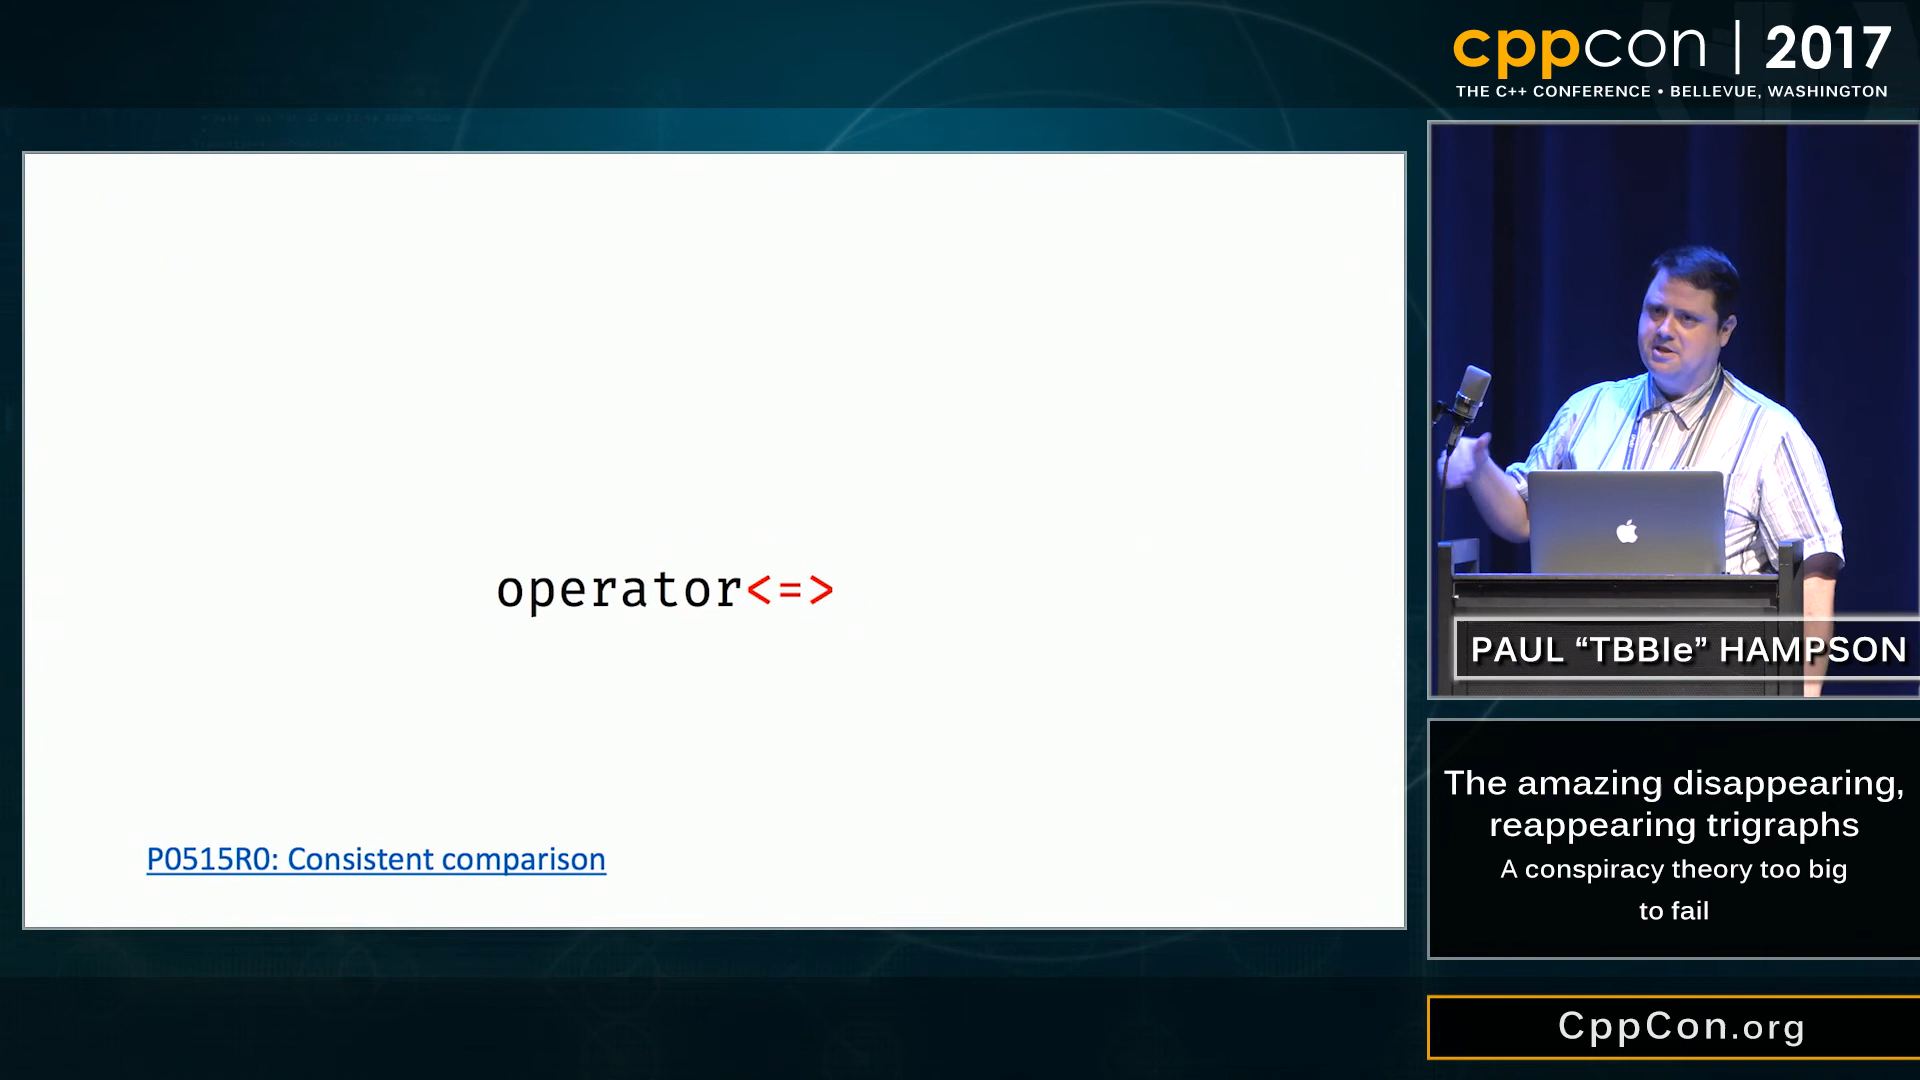 cppcon | 2017
THE C++ CONFERENCE • BELLEVUE, WASHINGTON
operator<=>
P0515R0: Consistent comparison
PAUL “TBBle” HAMPSON
The amazing disappearing,
reappearing trigraphs
A conspiracy theory too big
to fail
CppCon.org